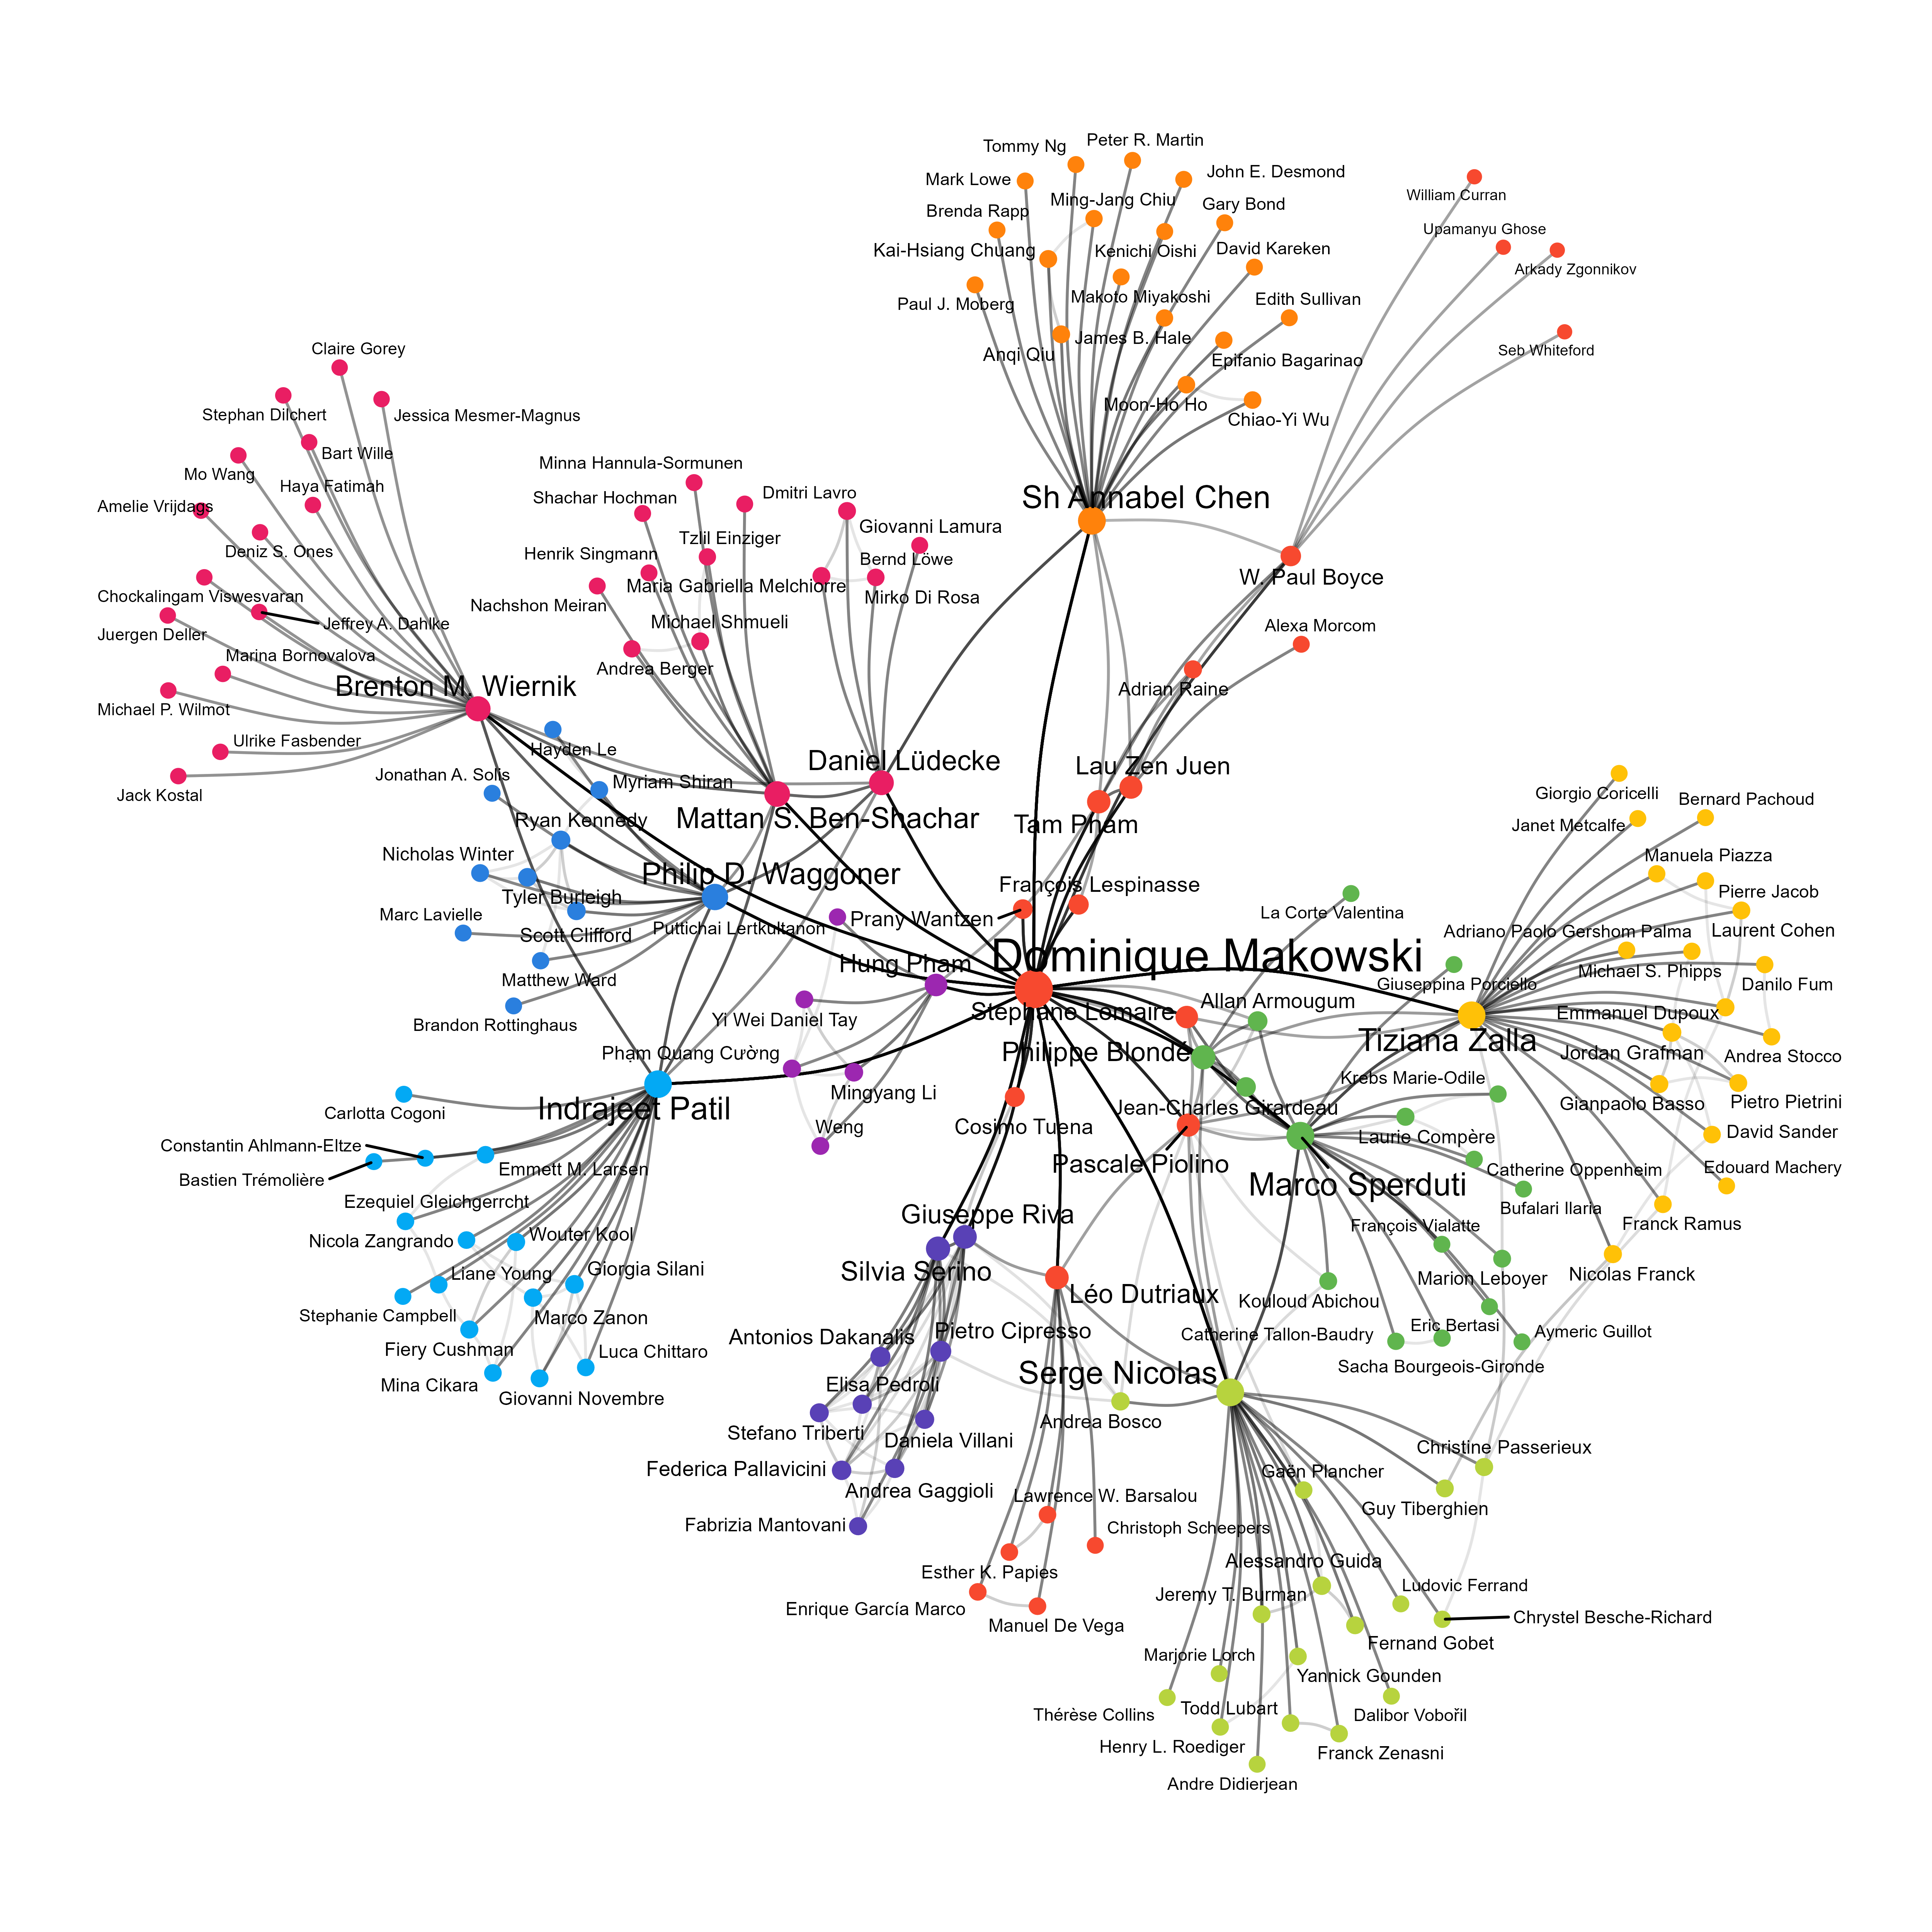 Tommy Ng
Peter R. Martin
Mark Lowe
John E. Desmond
William Curran
Brenda Rapp
Ming-Jang Chiu
Gary Bond
Upamanyu Ghose
Kai-Hsiang Chuang
Kenichi Oishi
David Kareken
Arkady Zgonnikov
Paul J. Moberg
Makoto Miyakoshi
Edith Sullivan
Anqi Qiu
James B. Hale
Epifanio Bagarinao
Seb Whiteford
Moon-Ho Ho
Chiao-Yi Wu
Claire Gorey
Stephan Dilchert
Jessica Mesmer-Magnus
Bart Wille
Mo Wang
Haya Fatimah
Amelie Vrijdags
Deniz S. Ones
Chockalingam Viswesvaran
Jeffrey A. Dahlke
Juergen Deller
Marina Bornovalova
Brenton M. Wiernik
Michael P. Wilmot
Ulrike Fasbender
Jack Kostal
Minna Hannula-Sormunen
Shachar Hochman
Dmitri Lavro
Giovanni Lamura
Tzlil Einziger
Henrik Singmann
Bernd Löwe
Maria Gabriella Melchiorre
Mirko Di Rosa
Nachshon Meiran
Michael Shmueli
Andrea Berger
Sh Annabel Chen
W. Paul Boyce
Alexa Morcom
Adrian Raine
Hayden Le
Daniel Lüdecke
Lau Zen Juen
Jonathan A. Solis
Myriam Shiran
Mattan S. Ben-Shachar
Tam Pham
Ryan Kennedy
Nicholas Winter
Philip D. Waggoner
François Lespinasse
Tyler Burleigh
Marc Lavielle
Scott Clifford
Puttichai Lertkultanon
Prany Wantzen
Matthew Ward
Hung Pham
Dominique Makowski
Brandon Rottinghaus
Yi Wei Daniel Tay
Stephane Lomaire
Allan Armougum
Phạm Quang Cường
Philippe Blondé
Mingyang Li
Weng
Cosimo Tuena
Giorgio Coricelli
Bernard Pachoud
Janet Metcalfe
Manuela Piazza
Pierre Jacob
La Corte Valentina
Adriano Paolo Gershom Palma
Laurent Cohen
Michael S. Phipps
Giuseppina Porciello
Danilo Fum
Emmanuel Dupoux
Tiziana Zalla
Jordan Grafman
Andrea Stocco
Krebs Marie-Odile
Gianpaolo Basso
Pietro Pietrini
Jean-Charles Girardeau
David Sander
Laurie Compère
Pascale Piolino
Catherine Oppenheim
Edouard Machery
Marco Sperduti
Bufalari Ilaria
François Vialatte
Franck Ramus
Marion Leboyer
Nicolas Franck
Kouloud Abichou
Eric Bertasi
Aymeric Guillot
Catherine Tallon-Baudry
Sacha Bourgeois-Gironde
Indrajeet Patil
Carlotta Cogoni
Constantin Ahlmann-Eltze
Bastien Trémolière
Emmett M. Larsen
Ezequiel Gleichgerrcht
Nicola Zangrando
Wouter Kool
Liane Young
Giorgia Silani
Stephanie Campbell
Marco Zanon
Fiery Cushman
Luca Chittaro
Mina Cikara
Giovanni Novembre
Giuseppe Riva
Silvia Serino
Léo Dutriaux
Antonios Dakanalis
Pietro Cipresso
Serge Nicolas
Elisa Pedroli
Andrea Bosco
Stefano Triberti
Daniela Villani
Federica Pallavicini
Andrea Gaggioli
Fabrizia Mantovani
Lawrence W. Barsalou
Christoph Scheepers
Esther K. Papies
Enrique García Marco
Manuel De Vega
Christine Passerieux
Gaën Plancher
Guy Tiberghien
Alessandro Guida
Jeremy T. Burman
Ludovic Ferrand
Chrystel Besche-Richard
Fernand Gobet
Marjorie Lorch
Yannick Gounden
Thérèse Collins
Todd Lubart
Dalibor Vobořil
Henry L. Roediger
Franck Zenasni
Andre Didierjean